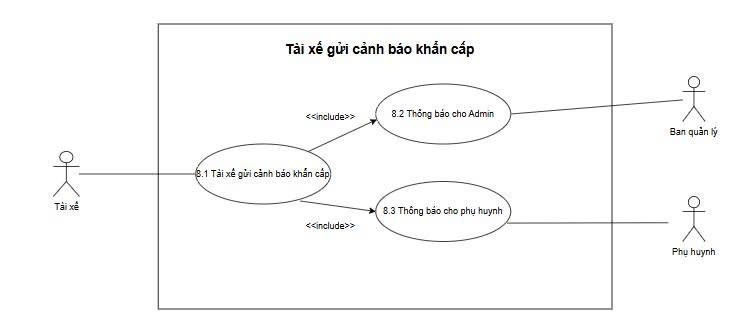 Tài xế gửi cảnh báo khẩn cấp
<<include>>
8.2 Thông báo cho Admin
Ban quản lý
8.1 Tài xế gửi cảnh báo khẩn cấp
Tài xế
8.3 Thông báo cho phụ huynh
<<include>>
Phụ huynh